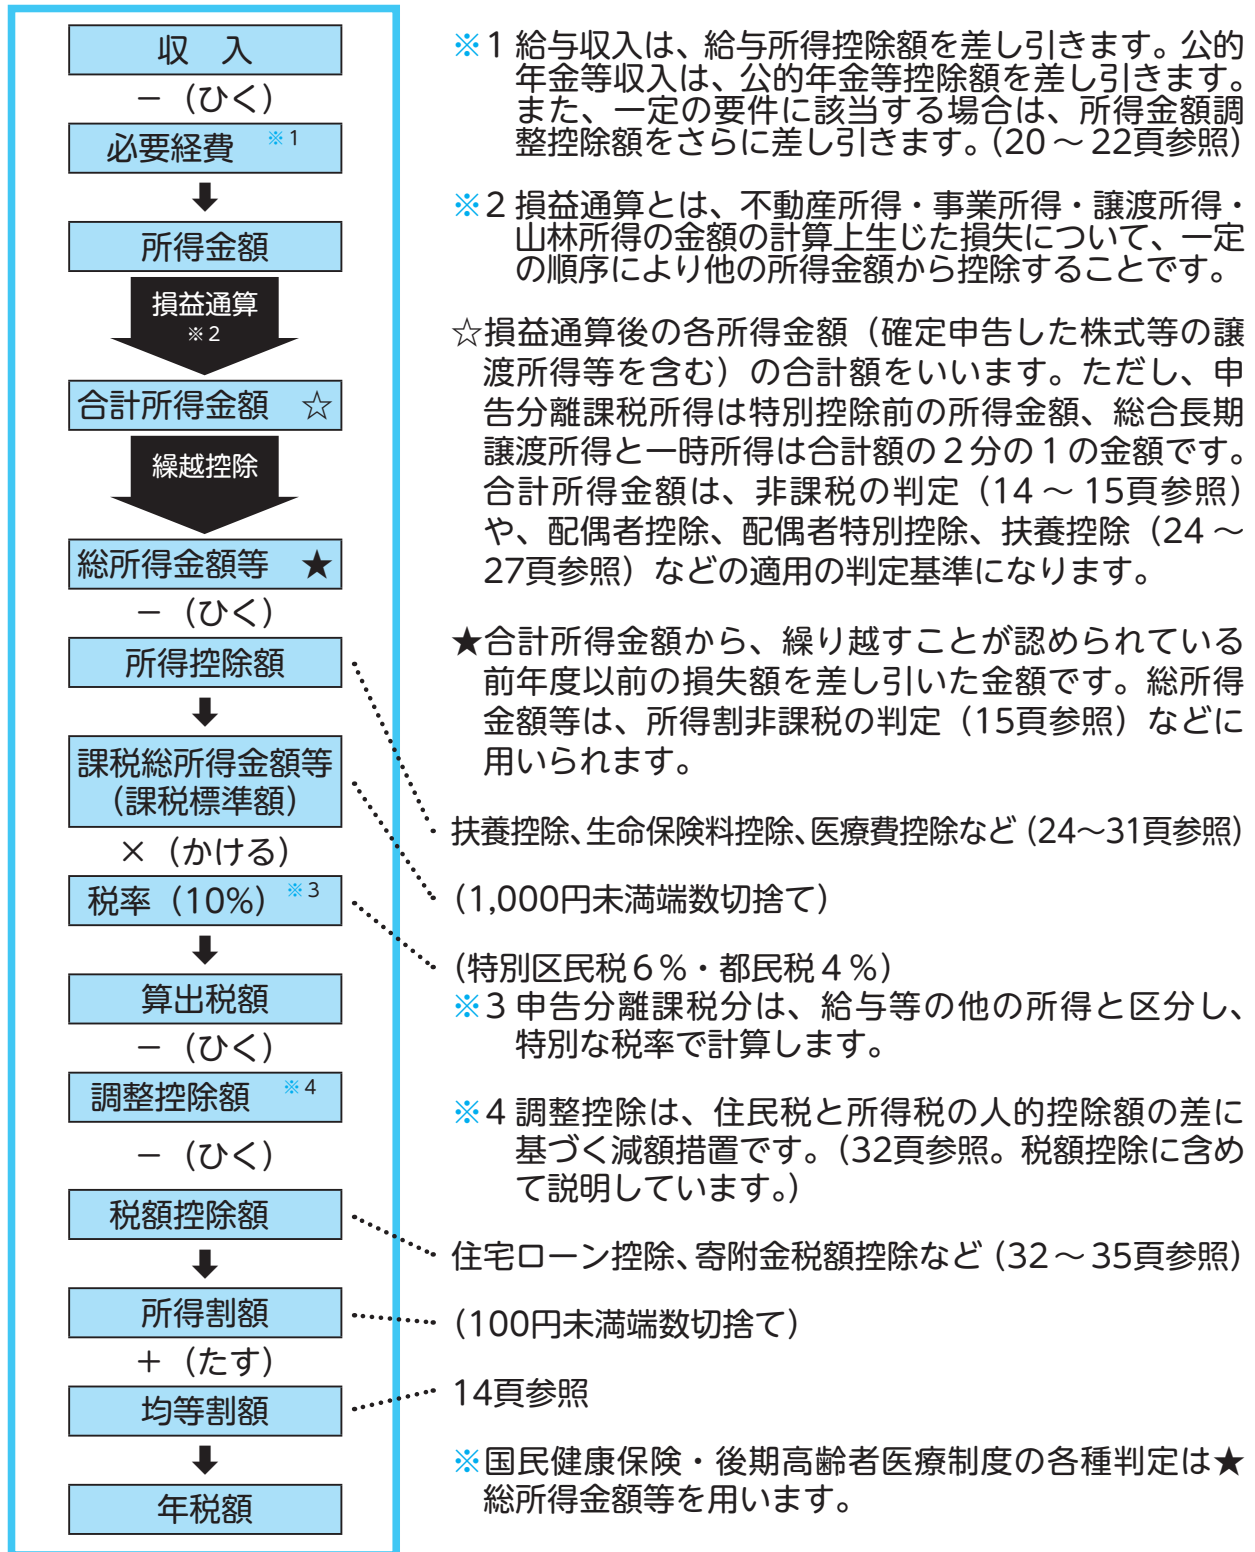 収　入
－（ひく）
必要経費 ※1
所得金額
損益通算
※2
合計所得金額　☆
繰越控除
総所得金額等　★
－（ひく）
所得控除額
課税総所得金額等
（課税標準額）
×（かける）
税率（10%）※3
算出税額
－（ひく）
調整控除額 ※4
－（ひく）
税額控除額
所得割額
＋（たす）
均等割額
年税額
※1 給与収入は、給与所得控除額を差し引きます。公的
年金等収入は、公的年金等控除額を差し引きます。
また、一定の要件に該当する場合は、所得金額調
整控除額をさらに差し引きます。（20～22頁参照）
※2 損益通算とは、不動産所得・事業所得・譲渡所得・
山林所得の金額の計算上生じた損失について、一定
の順序により他の所得金額から控除することです。
☆損益通算後の各所得金額（確定申告した株式等の譲
渡所得等を含む）の合計額をいいます。ただし、申
告分離課税所得は特別控除前の所得金額、総合長期
譲渡所得と一時所得は合計額の２分の１の金額です。
合計所得金額は、非課税の判定（14～15頁参照）
や、配偶者控除、配偶者特別控除、扶養控除（24～
27頁参照）などの適用の判定基準になります。
★合計所得金額から、繰り越すことが認められている
前年度以前の損失額を差し引いた金額です。総所得
金額等は、所得割非課税の判定（15頁参照）などに
用いられます。
扶養控除、生命保険料控除、医療費控除など（24～31頁参照）
（1,000円未満端数切捨て）
（特別区民税６％・都民税４％）
※3 申告分離課税分は、給与等の他の所得と区分し、
特別な税率で計算します。
※4 調整控除は、住民税と所得税の人的控除額の差に
基づく減額措置です。（32頁参照。税額控除に含め
て説明しています。）
住宅ローン控除、寄附金税額控除など（32～35頁参照）
（100円未満端数切捨て）
14頁参照
※国民健康保険・後期高齢者医療制度の各種判定は★
総所得金額等を用います。